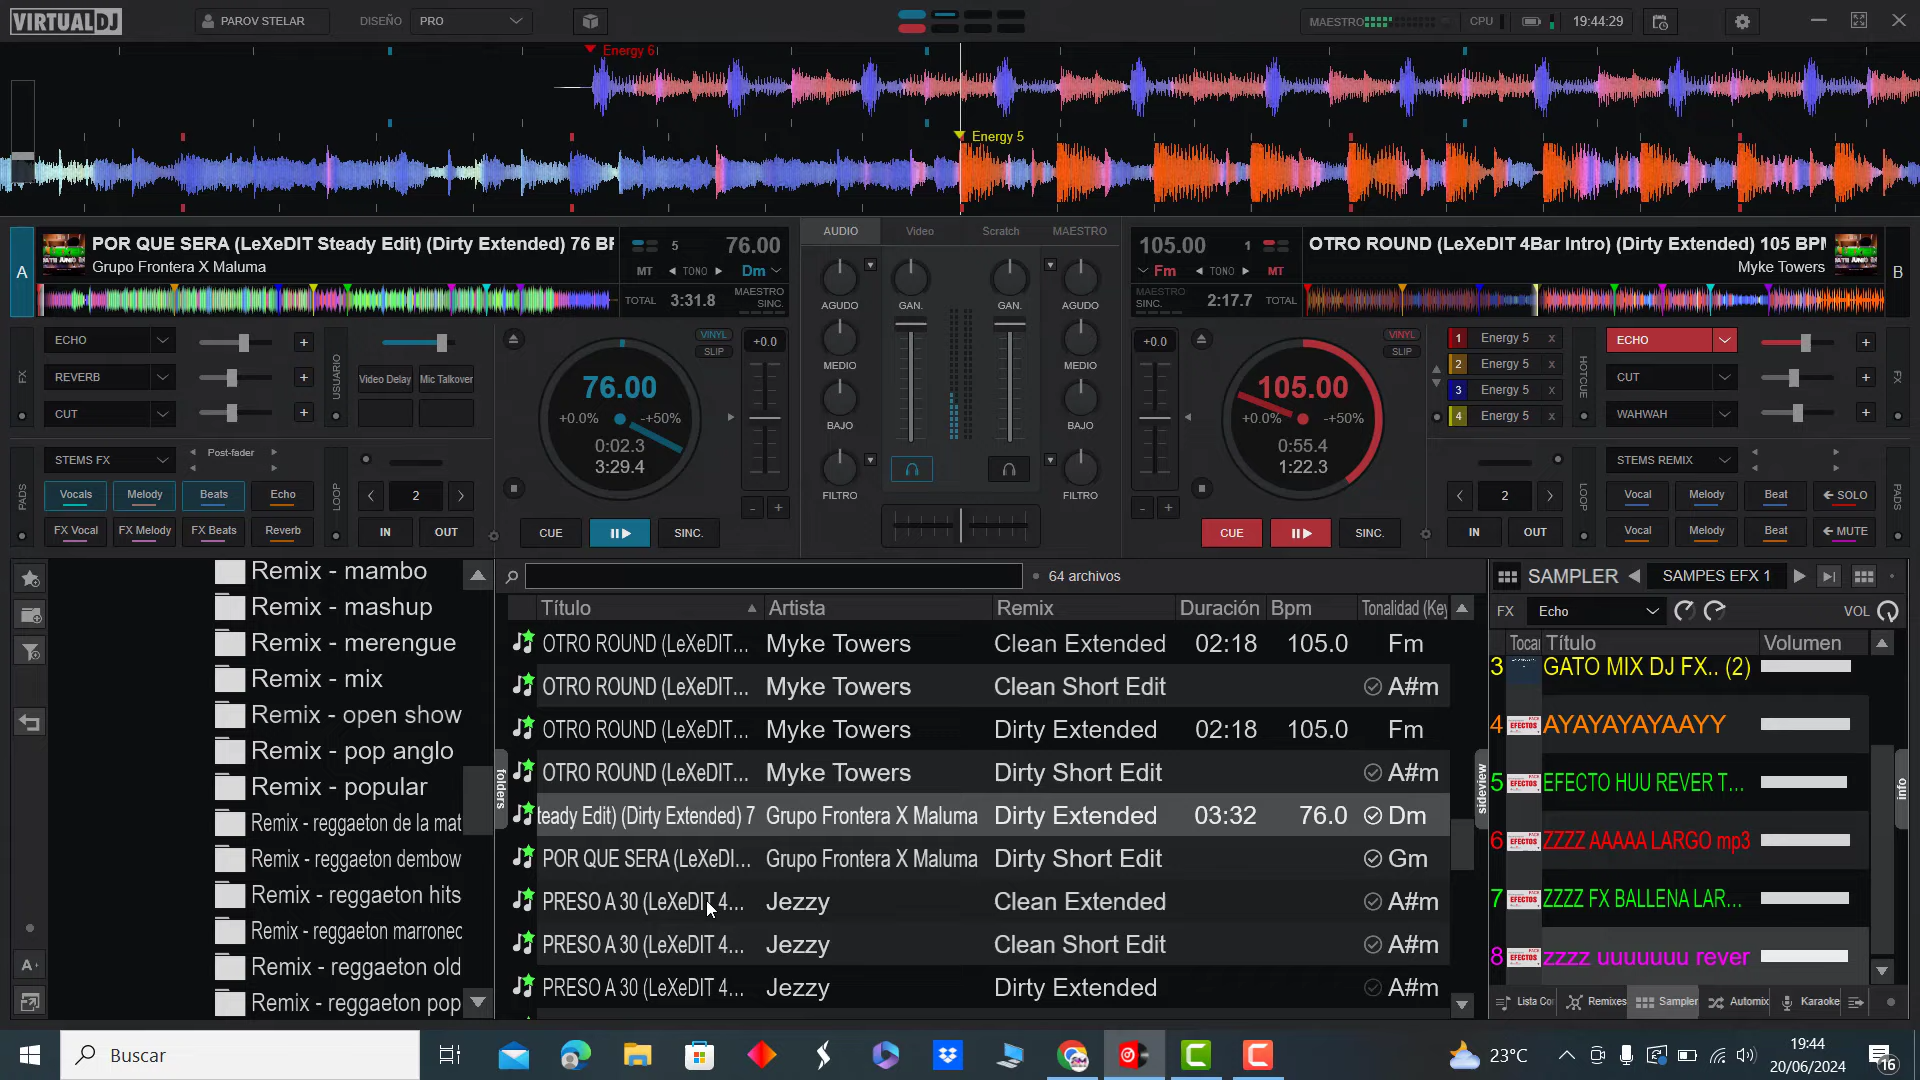 VIRTUALDJ
PAROV STELAR
DISEÑO
PRO
MAESTRO
CPU
19:44:29
Energy 6
Energy 5
A
POR QUE SERA (LeXeDIT Steady Edit) (Dirty Extended) 76 BF
Grupo Frontera X Maluma
5
76.00
MT
TONO
Dm
TOTAL
3:31.8
MAESTRO
SINC.
AUDIO
Video
Scratch
MAESTRO
105.00
1
Fm
TONO
MT
MAESTRO
SINC.
2:17.7
TOTAL
OTRO ROUND (LeXeDIT 4Bar Intro) (Dirty Extended) 105 BPM
Myke Towers
B
AGUDO
GAN.
GAN.
AGUDO
MEDIO
MEDIO
BAJO
BAJO
FILTRO
FILTRO
FX
ECHO
REVERB
CUT
USUARIO
Video Delay
Mic Talkover
VINYL
SLIP
+0.0
76.00
+0.0%
-+50%
0:02.3
3:29.4
+0.0
VINYL
SLIP
105.00
+0.0%
-+50%
0:55.4
1:22.3
1 Energy 5 x
2 Energy 5 x
3 Energy 5 x
4 Energy 5 x
HOTCUE
ECHO
CUT
WAHWAH
FX
PADS
STEMS FX
Post-fader
Vocals
Melody
Beats
Echo
FX Vocal
FX Melody
FX Beats
Reverb
LOOP
2
IN
OUT
CUE
SINC.
CUE
SINC.
2
IN
OUT
LOOP
STEMS REMIX
Vocal
Melody
Beat
SOLO
Vocal
Melody
Beat
MUTE
PADS
Remix - mambo
Remix - mashup
Remix - merengue
Remix - mix
Remix - open show
Remix - pop anglo
Remix - popular
Remix - reggaeton de la mat
Remix - reggaeton dembow
Remix - reggaeton hits
Remix - reggaeton marroneo
Remix - reggaeton old
Remix - reggaeton pop
folders
64 archivos
Título Artista Remix Duración Bpm Tonalidad (Key
OTRO ROUND (LeXeDIT... Myke Towers Clean Extended 02:18 105.0 Fm
OTRO ROUND (LeXeDIT... Myke Towers Clean Short Edit A#m
OTRO ROUND (LeXeDIT... Myke Towers Dirty Extended 02:18 105.0 Fm
OTRO ROUND (LeXeDIT... Myke Towers Dirty Short Edit A#m
teady Edit) (Dirty Extended) 7 Grupo Frontera X Maluma Dirty Extended 03:32 76.0 Dm
POR QUE SERA (LeXeDI... Grupo Frontera X Maluma Dirty Short Edit Gm
PRESO A 30 (LeXeDIT 4... Jezzy Clean Extended A#m
PRESO A 30 (LeXeDIT 4... Jezzy Clean Short Edit A#m
PRESO A 30 (LeXeDIT 4... Jezzy Dirty Extended A#m
sideview
SAMPLER
SAMPES EFX 1
FX
Echo
VOL
Tocar Título Volumen
3 GATO MIX DJ FX.. (2)
4 AYAYAYAYAAYY
5 EFECTO HUU REVER T...
6 ZZZZ AAAAA LARGO mp3
7 ZZZZ FX BALLENA LAR...
8 zzzz uuuuuuu rever
info
Lista Cor
Remixes
Sampler
Automix
Karaoke
Buscar
23°C
19:44
20/06/2024
16